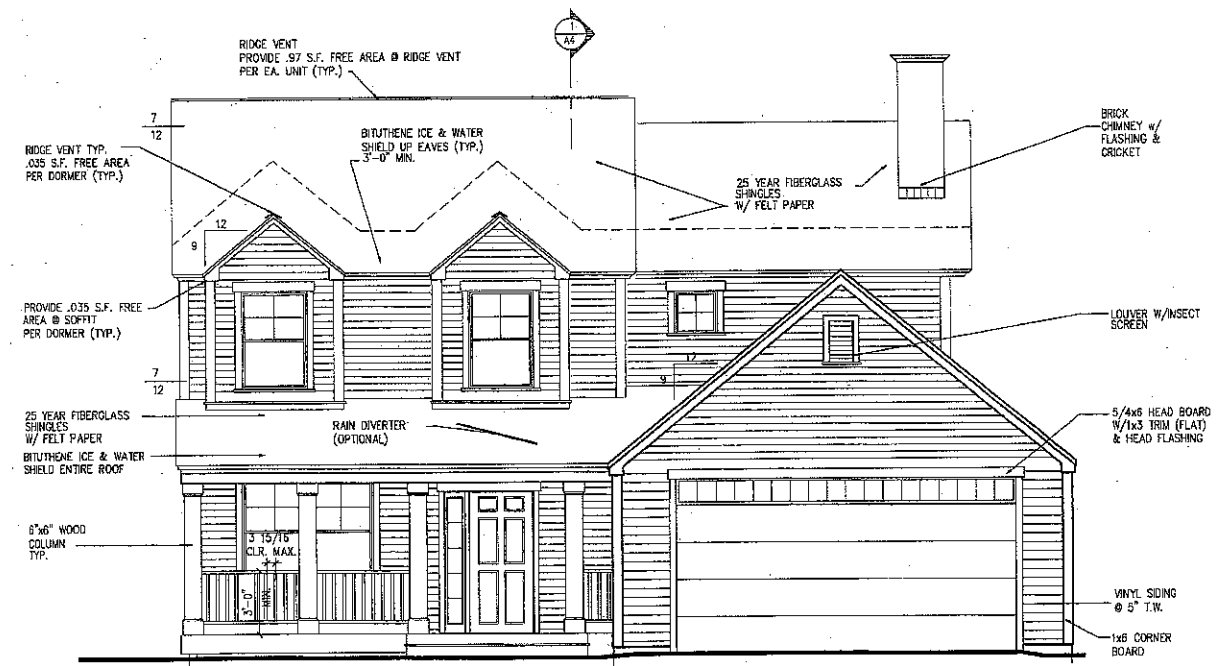 1
A4
RIDGE VENT
PROVIDE .97 S.F. FREE AREA @ RIDGE VENT
PER EA. UNIT (TYP.)
7
12
RIDGE VENT TYP.
.035 S.F. FREE AREA
PER DORMER (TYP.)
BITUTHENE ICE & WATER
SHIELD UP EAVES (TYP.)
3'-0" MIN.
25 YEAR FIBERGLASS
SHINGLES
W/ FELT PAPER
BRICK
CHIMNEY W/
FLASHING &
CRICKET
12
9
PROVIDE .035 S.F. FREE
AREA @ SOFFIT
PER DORMER (TYP.)
LOUVER W/INSECT
SCREEN
12
9
7
12
25 YEAR FIBERGLASS
SHINGLES
W/ FELT PAPER
BITUTHENE ICE & WATER
SHIELD ENTIRE ROOF
RAIN DIVERTER
(OPTIONAL)
5/4x6 HEAD BOARD
W/1x3 TRIM (FLAT)
& HEAD FLASHING
6"x6" WOOD
COLUMN
TYP.
3 15/16
CLR. MAX.
3'-0"
MIN.
VINYL SIDING
@ 5" T.W.
1x6 CORNER
BOARD